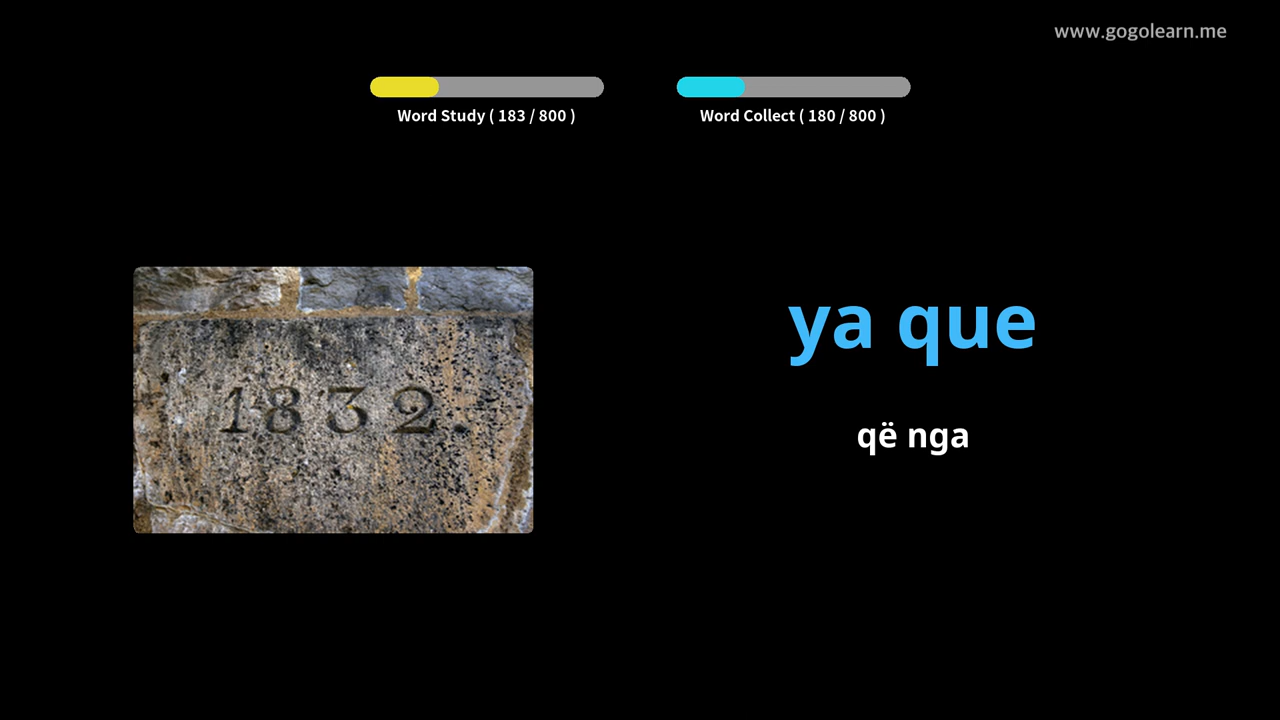 www.gogolearn.me
Word Study ( 183 / 800 )
Word Collect ( 180 / 800 )
1832.
ya que
që nga